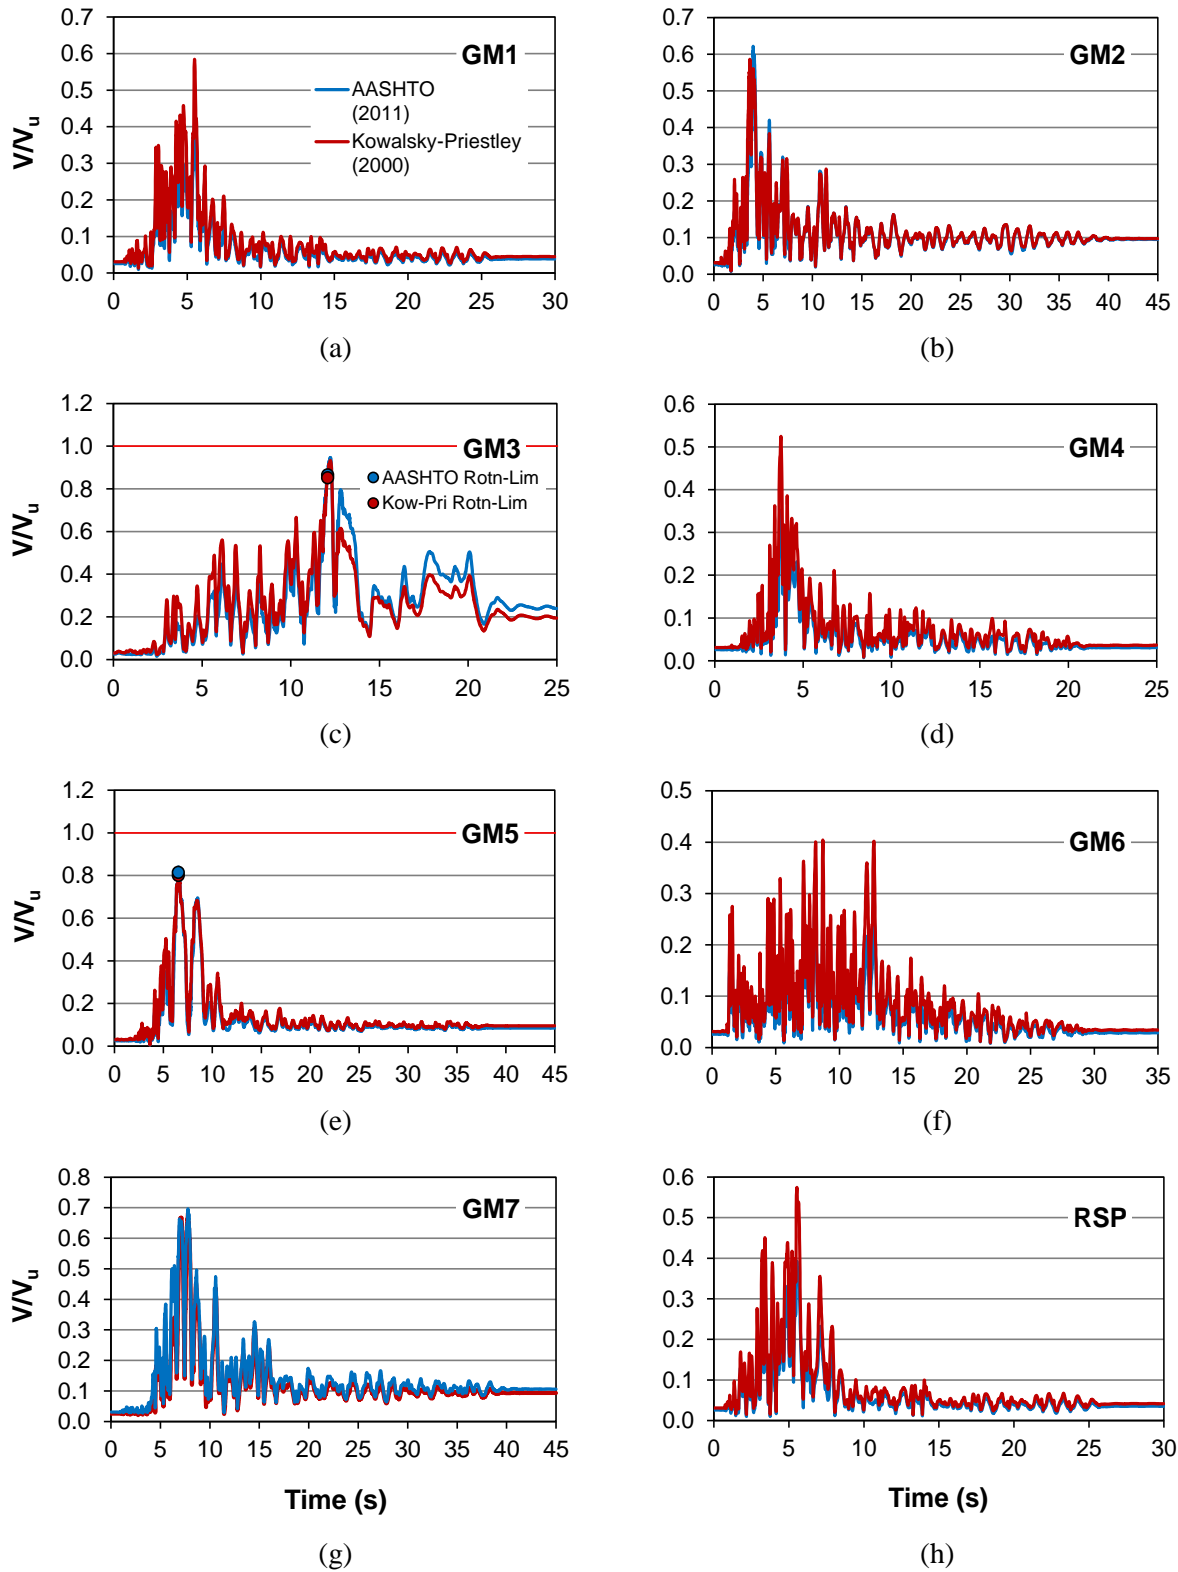 0.7
0.6
0.5
0.4
0.3
0.2
0.1
0.0
V/Vu
GM1
AASHTO
(2011)
Kowalsky-Priestley
(2000)
0 5 10 15 20 25 30
(a)
0.7
0.6
0.5
0.4
0.3
0.2
0.1
0.0
GM2
0 5 10 15 20 25 30 35 40 45
(b)
1.2
1.0
0.8
0.6
0.4
0.2
0.0
V/Vu
GM3
AASHTO Rotn-Lim
Kow-Pri Rotn-Lim
0 5 10 15 20 25
(c)
0.6
0.5
0.4
0.3
0.2
0.1
0.0
GM4
0 5 10 15 20 25
(d)
1.2
1.0
0.8
0.6
0.4
0.2
0.0
V/Vu
GM5
0 5 10 15 20 25 30 35 40 45
(e)
0.5
0.4
0.3
0.2
0.1
0.0
GM6
0 5 10 15 20 25 30 35
(f)
0.8
0.7
0.6
0.5
0.4
0.3
0.2
0.1
0.0
V/Vu
GM7
0 5 10 15 20 25 30 35 40 45
Time (s)
(g)
0.6
0.5
0.4
0.3
0.2
0.1
0.0
RSP
0 5 10 15 20 25 30
Time (s)
(h)